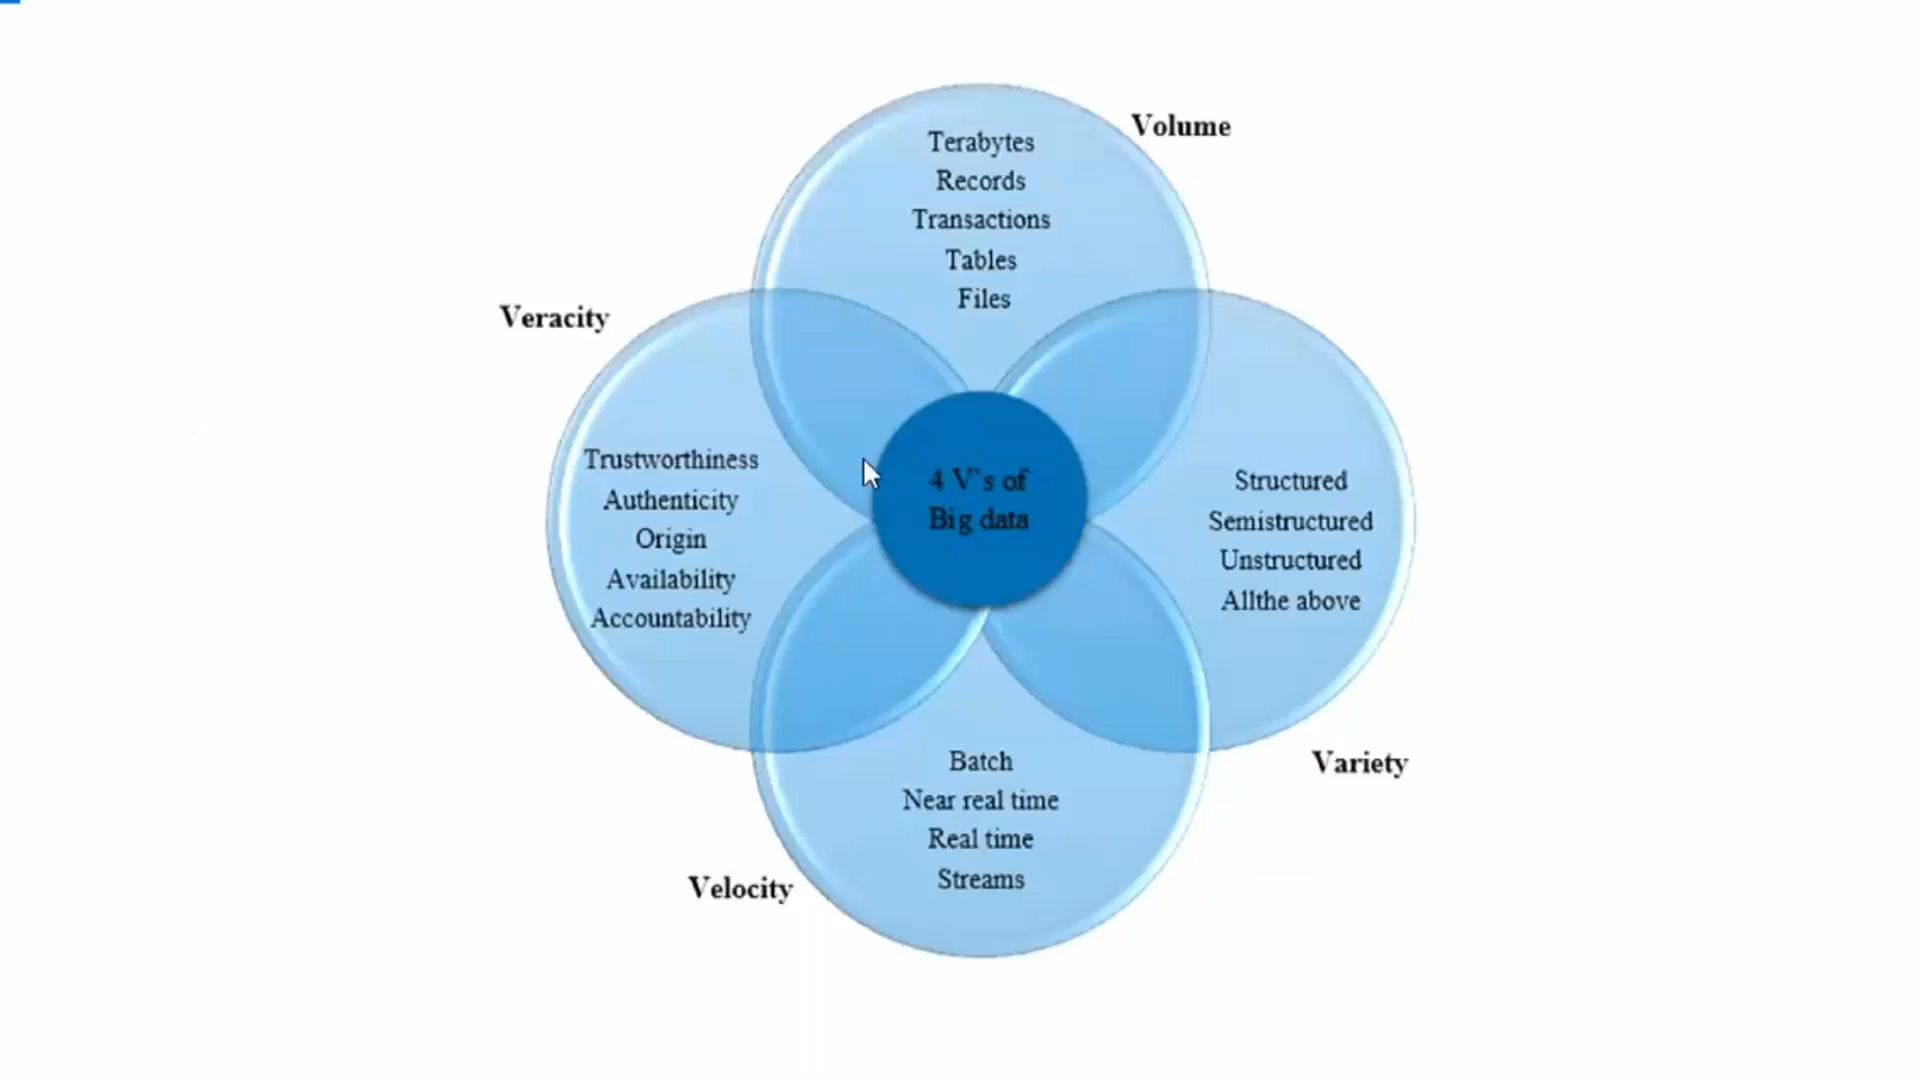 Volume
Terabytes
Records
Transactions
Tables
Files
Veracity
Trustworthiness
Authenticity
Origin
Availability
Accountability
4 V's of
Big data
Structured
Semistructured
Unstructured
Allthe above
Variety
Batch
Near real time
Real time
Streams
Velocity